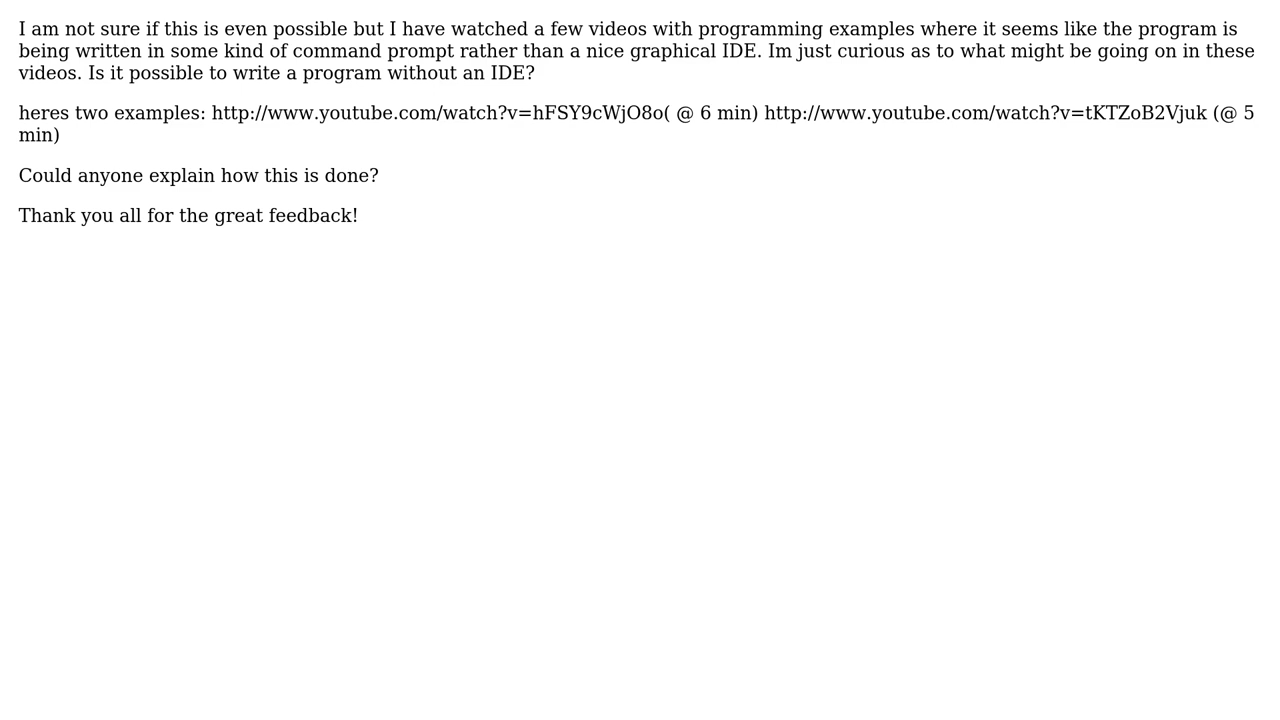 I am not sure if this is even possible but I have watched a few videos with programming examples where it seems like the program is
being written in some kind of command prompt rather than a nice graphical IDE. Im just curious as to what might be going on in these
videos. Is it possible to write a program without an IDE?
heres two examples: http://www.youtube.com/watch?v=hFSY9cWjO8o( @ 6 min) http://www.youtube.com/watch?v=tKTZoB2Vjuk (@ 5
min)
Could anyone explain how this is done?
Thank you all for the great feedback!